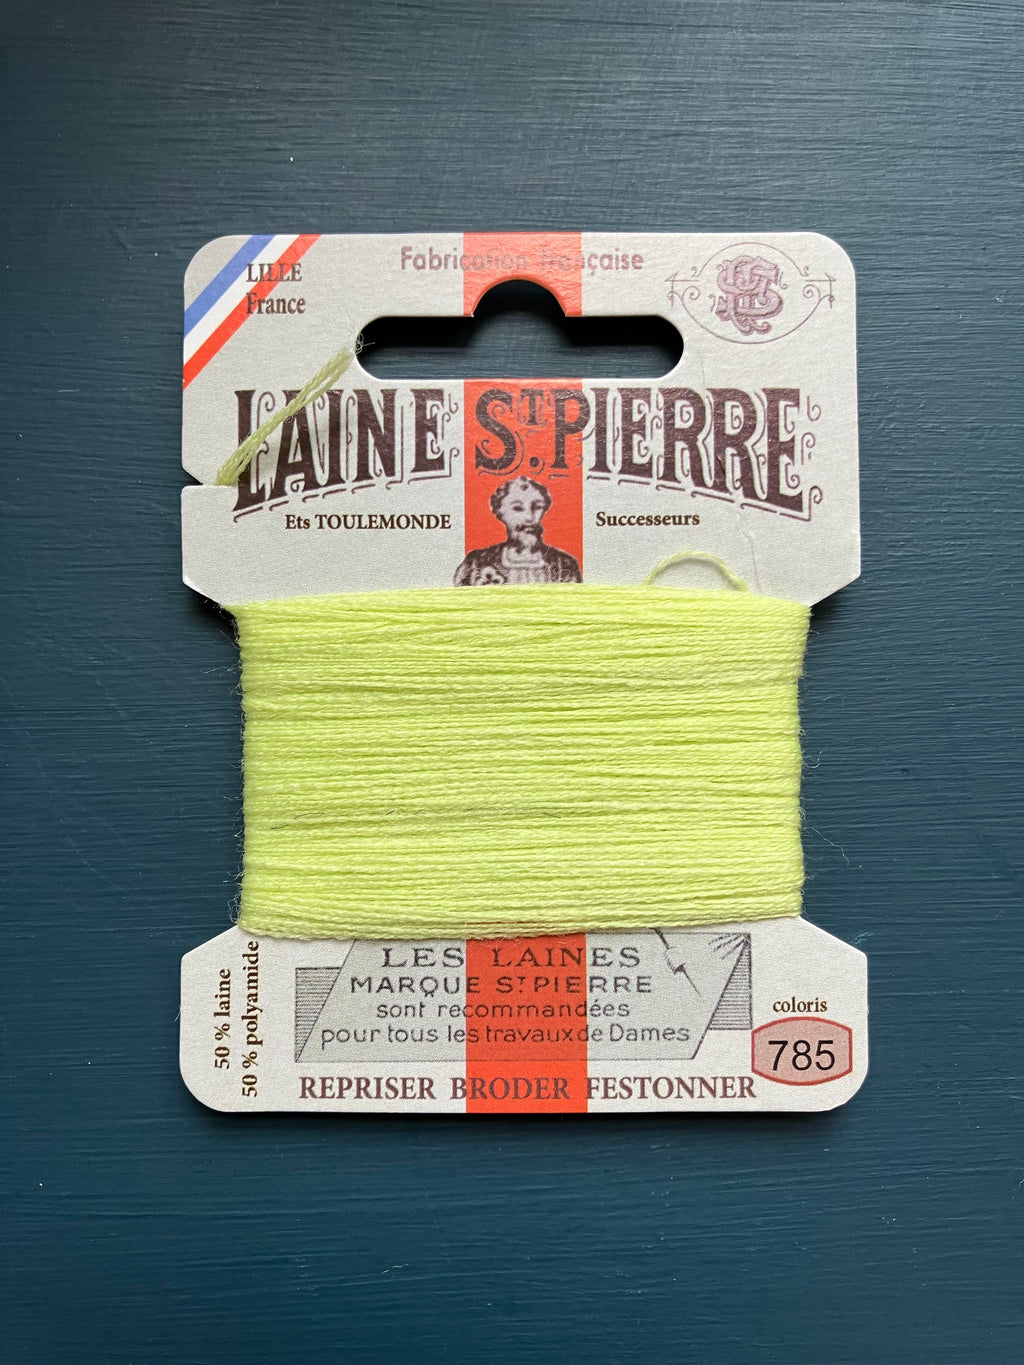 Fabrication française
LILLE
France
LAINE ST. PIERRE
Ets TOULEMONDE Successeurs
LES LAINES
MARQUE ST PIERRE
sont recommandées
pour tous les travaux de Dames
REPRISER BRODER FESTONNER
50 % laine
50 % polyamide
coloris
785